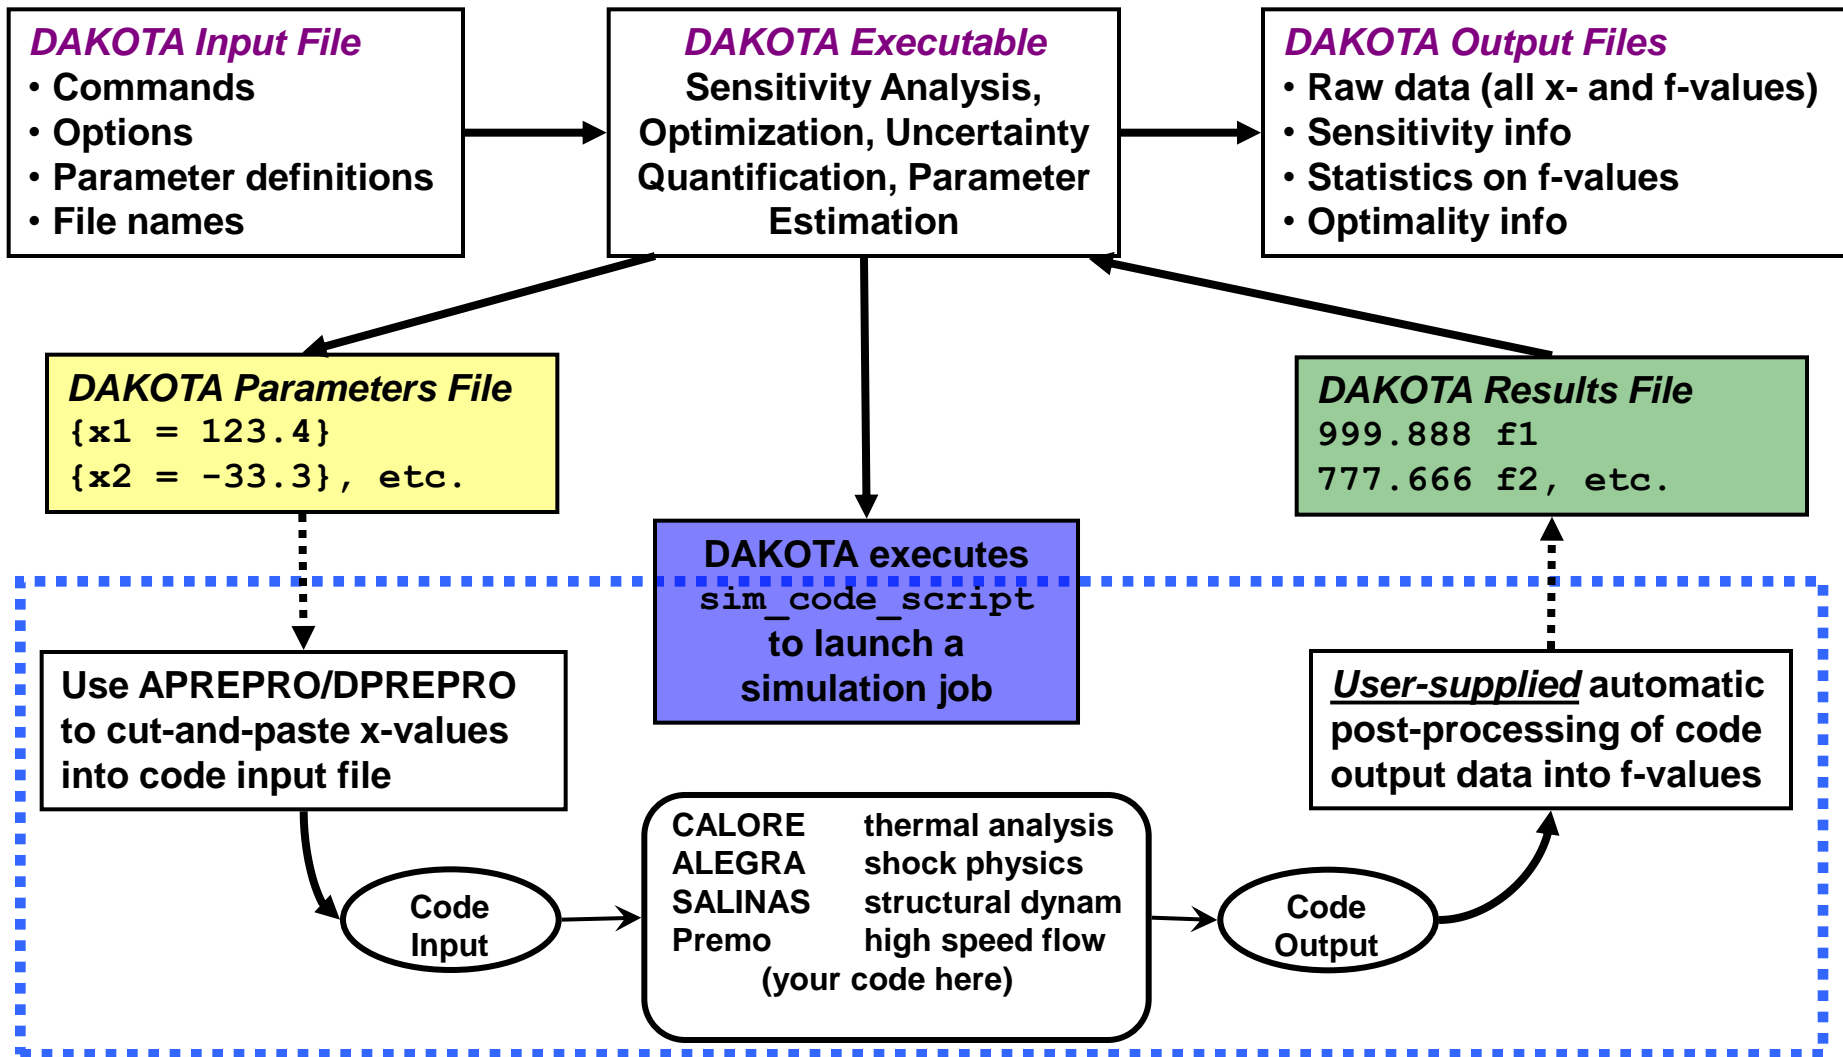 DAKOTA Input File
• Commands
• Options
• Parameter definitions
• File names
DAKOTA Executable
Sensitivity Analysis,
Optimization, Uncertainty
Quantification, Parameter
Estimation
DAKOTA Output Files
• Raw data (all x- and f-values)
• Sensitivity info
• Statistics on f-values
• Optimality info
DAKOTA Parameters File
{x1 = 123.4}
{x2 = -33.3}, etc.
DAKOTA executes
sim_code_script
to launch a
simulation job
DAKOTA Results File
999.888 f1
777.666 f2, etc.
Use APREPRO/DPREPRO
to cut-and-paste x-values
into code input file
User-supplied automatic
post-processing of code
output data into f-values
Code
Input
CALORE thermal analysis
ALEGRA shock physics
SALINAS structural dynam
Premo high speed flow
(your code here)
Code
Output